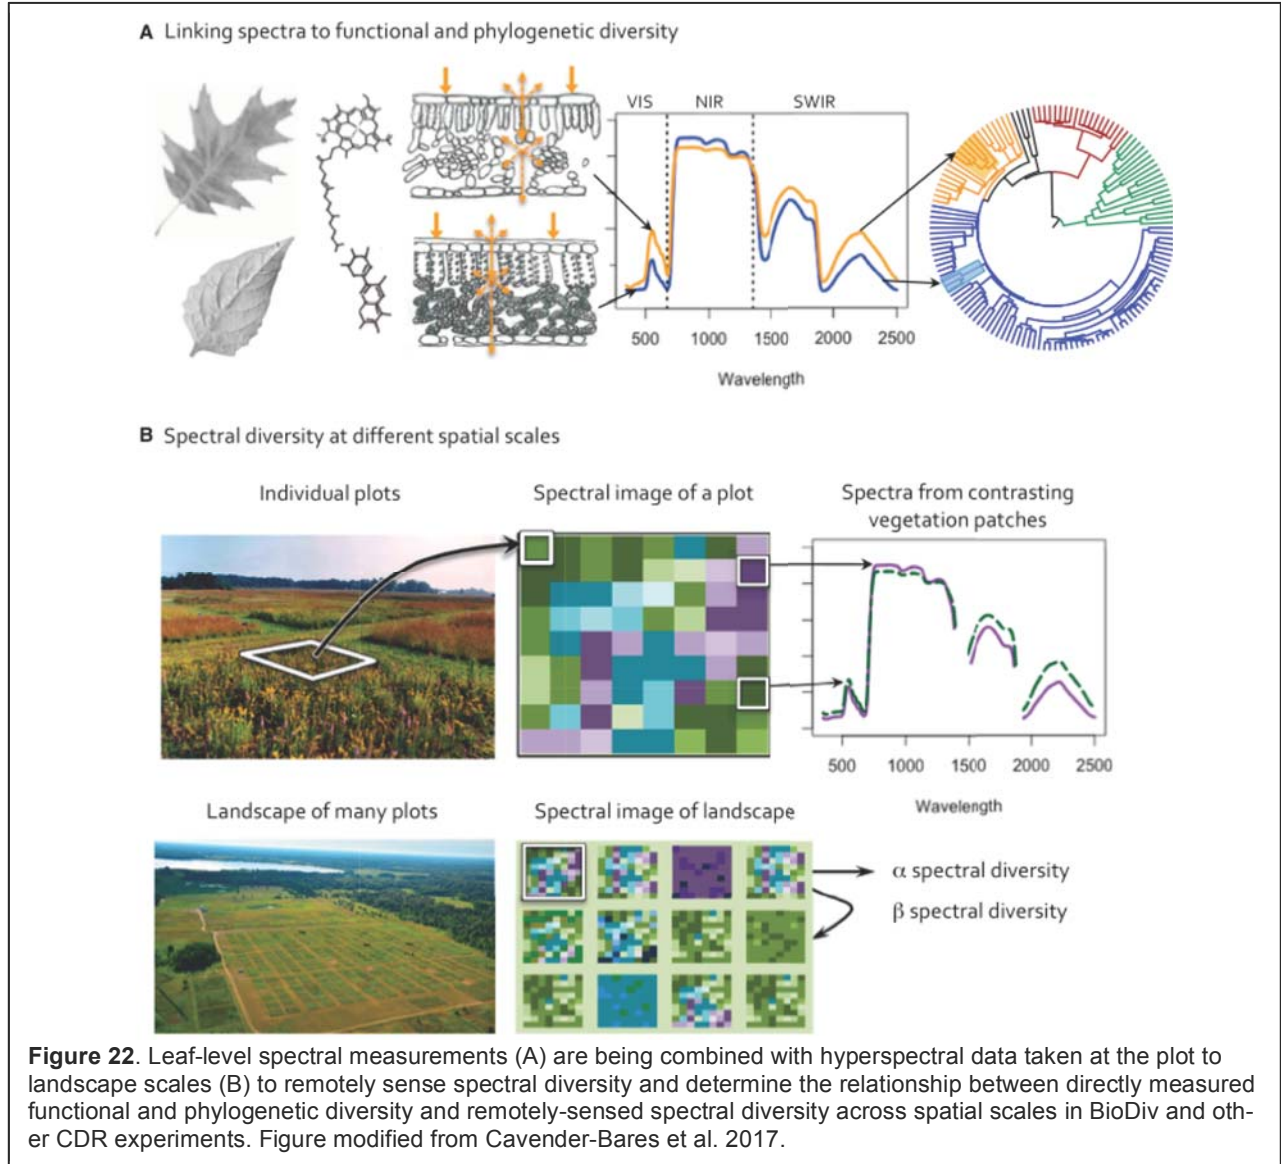 A Linking spectra to functional and phylogenetic diversity
VIS NIR SWIR
500 1000 1500 2000 2500
Wavelength
B Spectral diversity at different spatial scales
Individual plots
Spectral image of a plot
Spectra from contrasting
vegetation patches
500 1000 1500 2000 2500
Wavelength
Landscape of many plots
Spectral image of landscape
α spectral diversity
β spectral diversity
Figure 22. Leaf-level spectral measurements (A) are being combined with hyperspectral data taken at the plot to
landscape scales (B) to remotely sense spectral diversity and determine the relationship between directly measured
functional and phylogenetic diversity and remotely-sensed spectral diversity across spatial scales in BioDiv and oth-
er CDR experiments. Figure modified from Cavender-Bares et al. 2017.